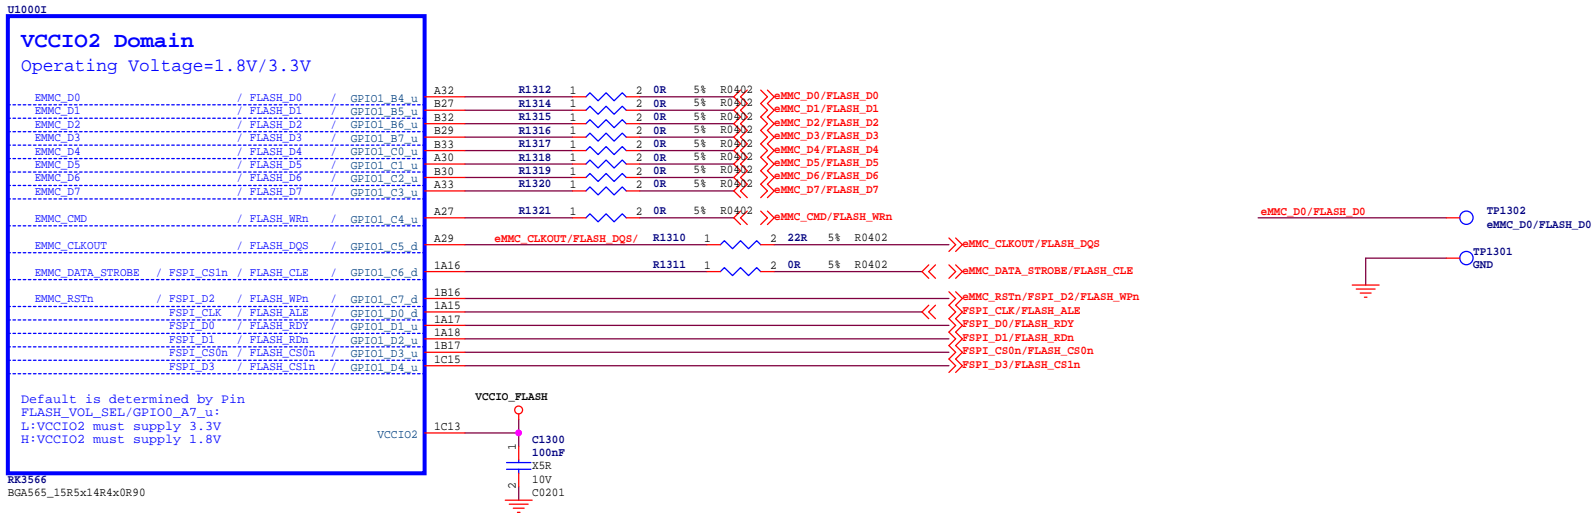 U1000I
VCCIO2 Domain
Operating Voltage=1.8V/3.3V
EMMC_D0 / FLASH_D0 / GPIO1_B4_u A32 R1312 1 2 0R 5% R0402 eMMC_D0/FLASH_D0
EMMC_D1 / FLASH_D1 / GPIO1_B5_u B27 R1314 1 2 0R 5% R0402 eMMC_D1/FLASH_D1
EMMC_D2 / FLASH_D2 / GPIO1_B6_u B32 R1315 1 2 0R 5% R0402 eMMC_D2/FLASH_D2
EMMC_D3 / FLASH_D3 / GPIO1_B7_u B29 R1316 1 2 0R 5% R0402 eMMC_D3/FLASH_D3
EMMC_D4 / FLASH_D4 / GPIO1_C0_u B33 R1317 1 2 0R 5% R0402 eMMC_D4/FLASH_D4
EMMC_D5 / FLASH_D5 / GPIO1_C1_u A30 R1318 1 2 0R 5% R0402 eMMC_D5/FLASH_D5
EMMC_D6 / FLASH_D6 / GPIO1_C2_u B30 R1319 1 2 0R 5% R0402 eMMC_D6/FLASH_D6
EMMC_D7 / FLASH_D7 / GPIO1_C3_u A33 R1320 1 2 0R 5% R0402 eMMC_D7/FLASH_D7
EMMC_CMD / FLASH_WRn / GPIO1_C4_u A27 R1321 1 2 0R 5% R0402 eMMC_CMD/FLASH_WRn
EMMC_CLKOUT / FLASH_DQS / GPIO1_C5_d A29 eMMC_CLKOUT/FLASH_DQS/ R1310 1 2 22R 5% R0402 eMMC_CLKOUT/FLASH_DQS
EMMC_DATA_STROBE / FSPI_CS1n / FLASH_CLE / GPIO1_C6_d 1A16 R1311 1 2 0R 5% R0402 eMMC_DATA_STROBE/FLASH_CLE
EMMC_RSTn / FSPI_D2 / FLASH_WPn / GPIO1_C7_d 1B16 eMMC_RSTn/FSPI_D2/FLASH_WPn
FSPI_CLK / FLASH_ALE / GPIO1_D0_d 1A15 FSPI_CLK/FLASH_ALE
FSPI_D0 / FLASH_RDY / GPIO1_D1_u 1A17 FSPI_D0/FLASH_RDY
FSPI_D1 / FLASH_RDn / GPIO1_D2_u 1A18 FSPI_D1/FLASH_RDn
FSPI_CS0n / FLASH_CS0n / GPIO1_D3_u 1B17 FSPI_CS0n/FLASH_CS0n
FSPI_D3 / FLASH_CS1n / GPIO1_D4_u 1C15 FSPI_D3/FLASH_CS1n
Default is determined by Pin
FLASH_VOL_SEL/GPIO0_A7_u:
L:VCCIO2 must supply 3.3V
H:VCCIO2 must supply 1.8V
VCCIO2 1C13
RK3566
BGA565_15R5x14R4x0R90
VCCIO_FLASH
1
C1300
100nF
X5R
10V
2
C0201
eMMC_D0/FLASH_D0
TP1302
eMMC_D0/FLASH_D0
TP1301
GND